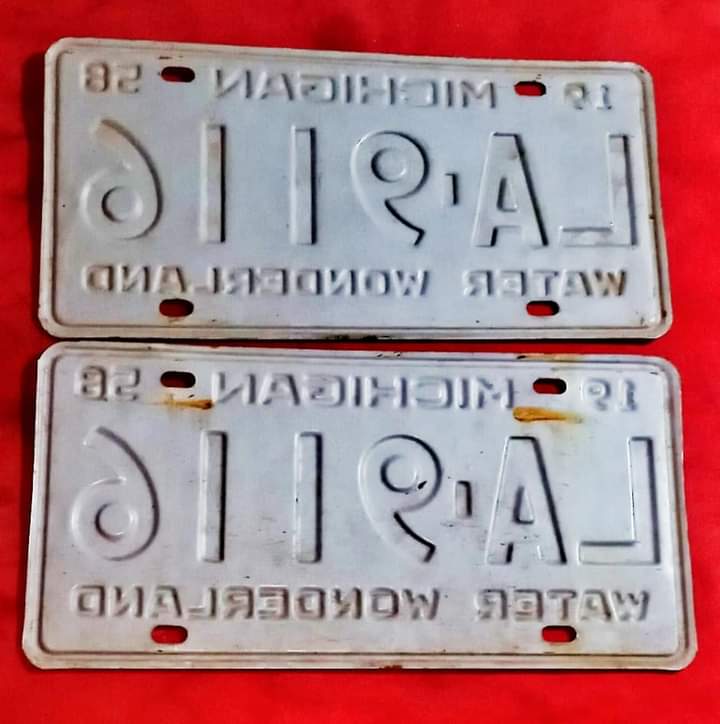 19 MICHIGAN 58
LA-9116
WATER WONDERLAND
19 MICHIGAN 58
LA-9116
WATER WONDERLAND